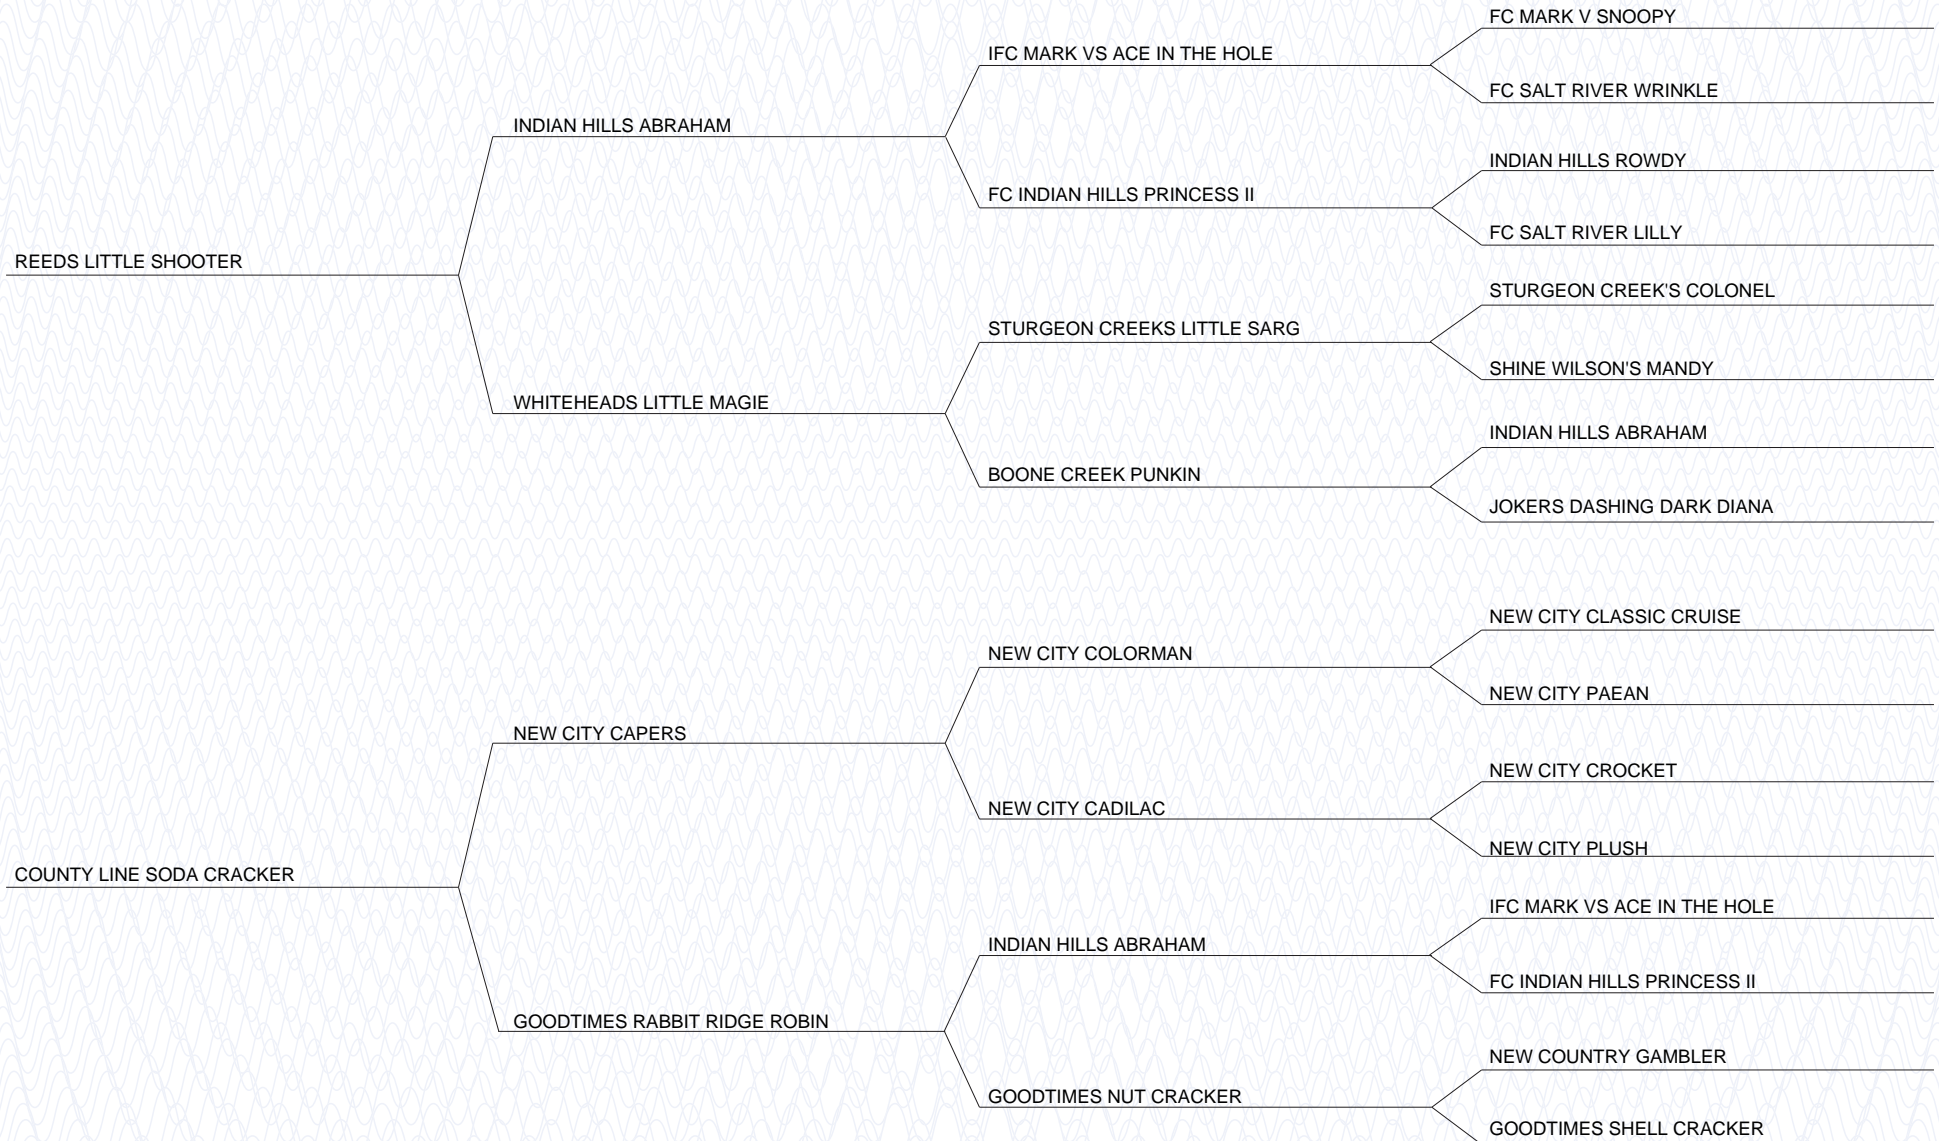 FC MARK V SNOOPY
IFC MARK VS ACE IN THE HOLE
FC SALT RIVER WRINKLE
INDIAN HILLS ABRAHAM
INDIAN HILLS ROWDY
FC INDIAN HILLS PRINCESS II
FC SALT RIVER LILLY
REEDS LITTLE SHOOTER
STURGEON CREEK'S COLONEL
STURGEON CREEKS LITTLE SARG
SHINE WILSON'S MANDY
WHITEHEADS LITTLE MAGIE
INDIAN HILLS ABRAHAM
BOONE CREEK PUNKIN
JOKERS DASHING DARK DIANA
NEW CITY CLASSIC CRUISE
NEW CITY COLORMAN
NEW CITY PAEAN
NEW CITY CAPERS
NEW CITY CROCKET
NEW CITY CADILAC
NEW CITY PLUSH
COUNTY LINE SODA CRACKER
IFC MARK VS ACE IN THE HOLE
INDIAN HILLS ABRAHAM
FC INDIAN HILLS PRINCESS II
GOODTIMES RABBIT RIDGE ROBIN
NEW COUNTRY GAMBLER
GOODTIMES NUT CRACKER
GOODTIMES SHELL CRACKER